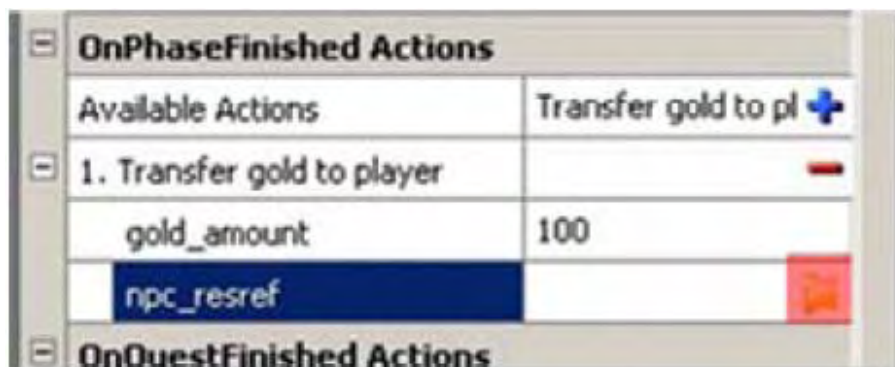 OnPhaseFinished Actions
Available Actions Transfer gold to pl
1. Transfer gold to player
gold_amount 100
npc_resref
OnQuestFinished Actions